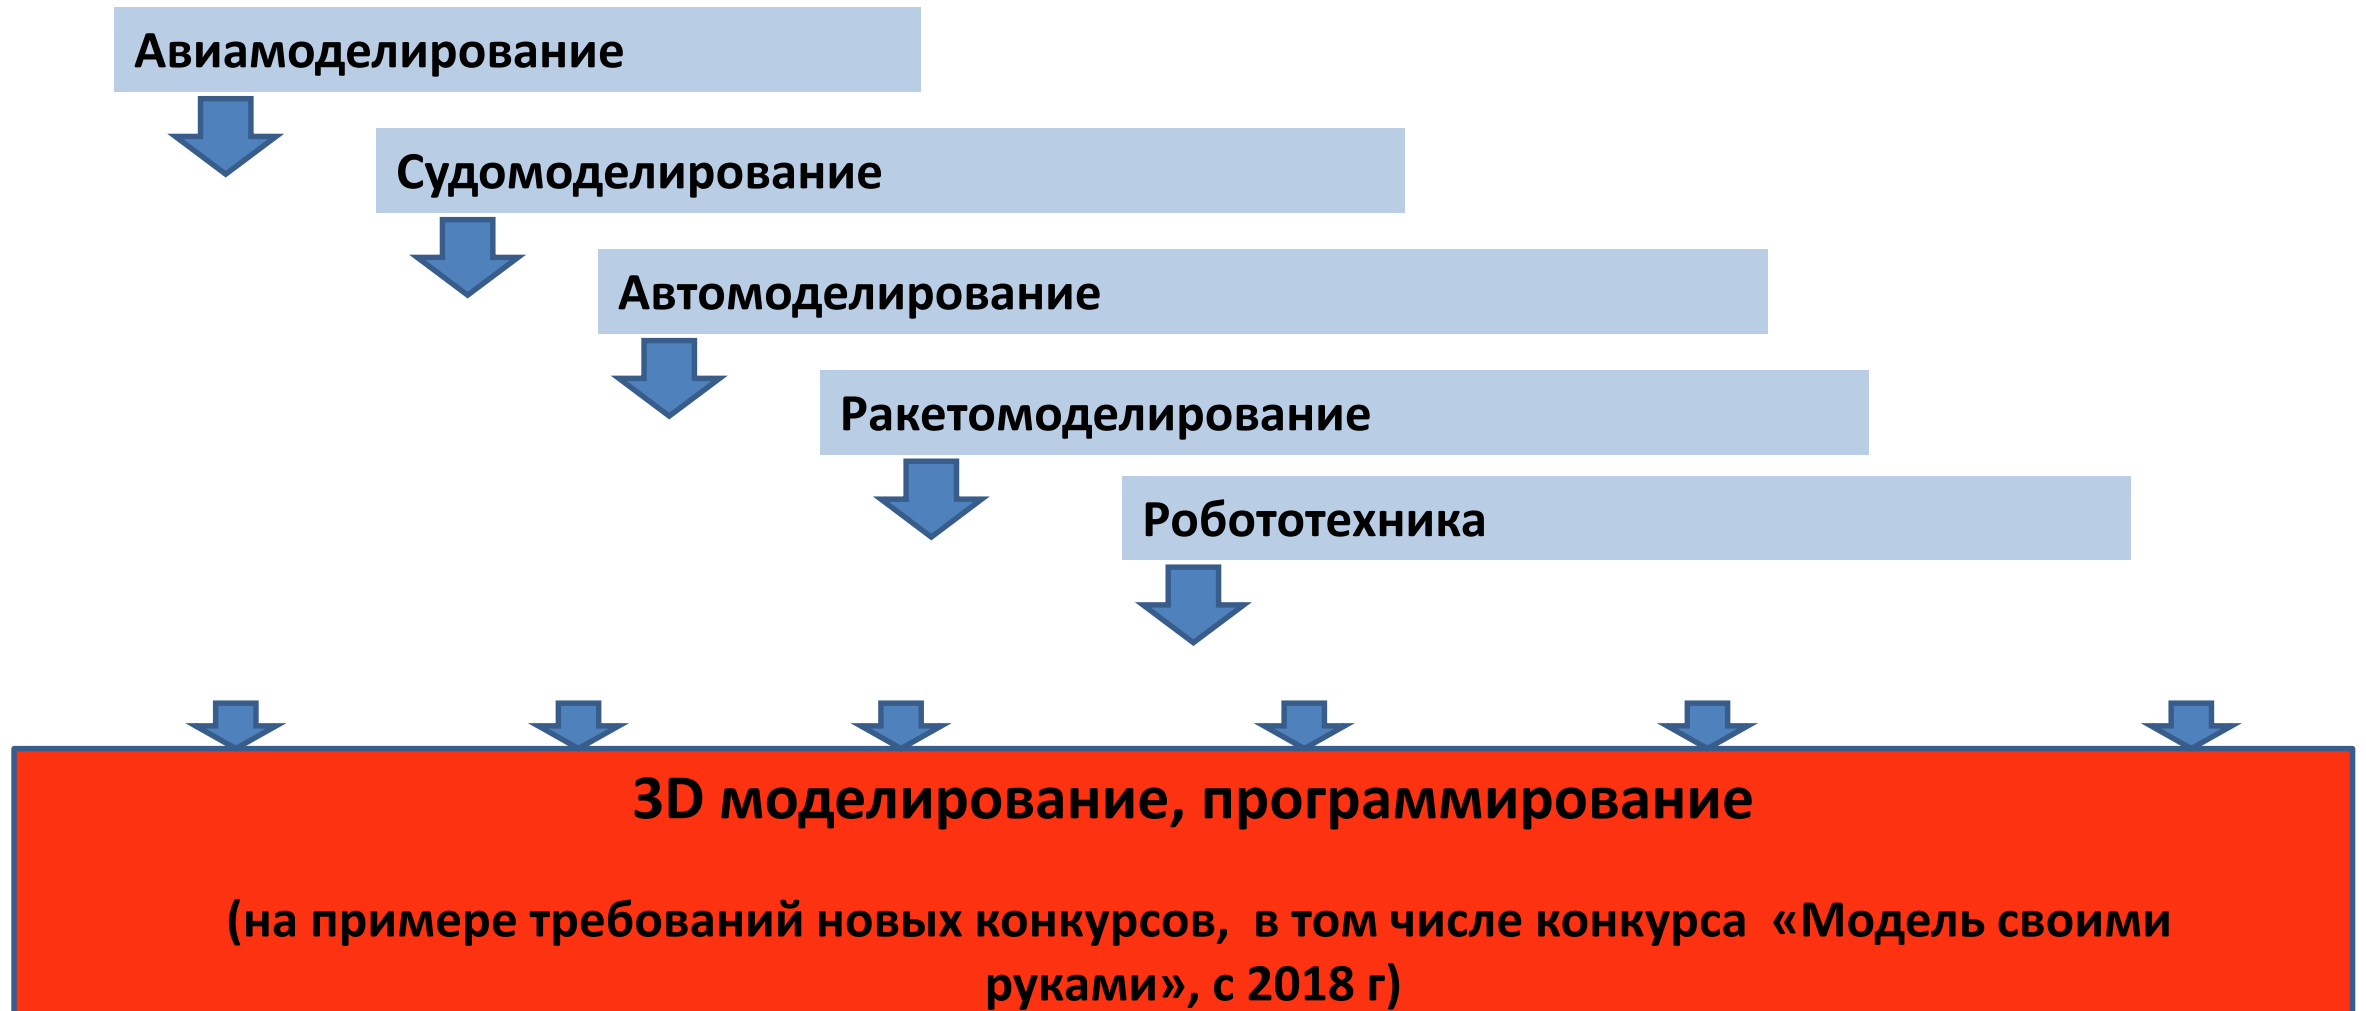 Авиамоделирование
Судомоделирование
Автомоделирование
Ракетомоделирование
Робототехника
3D моделирование, программирование
(на примере требований новых конкурсов,  в том числе конкурса  «Модель своими
руками», с 2018 г)